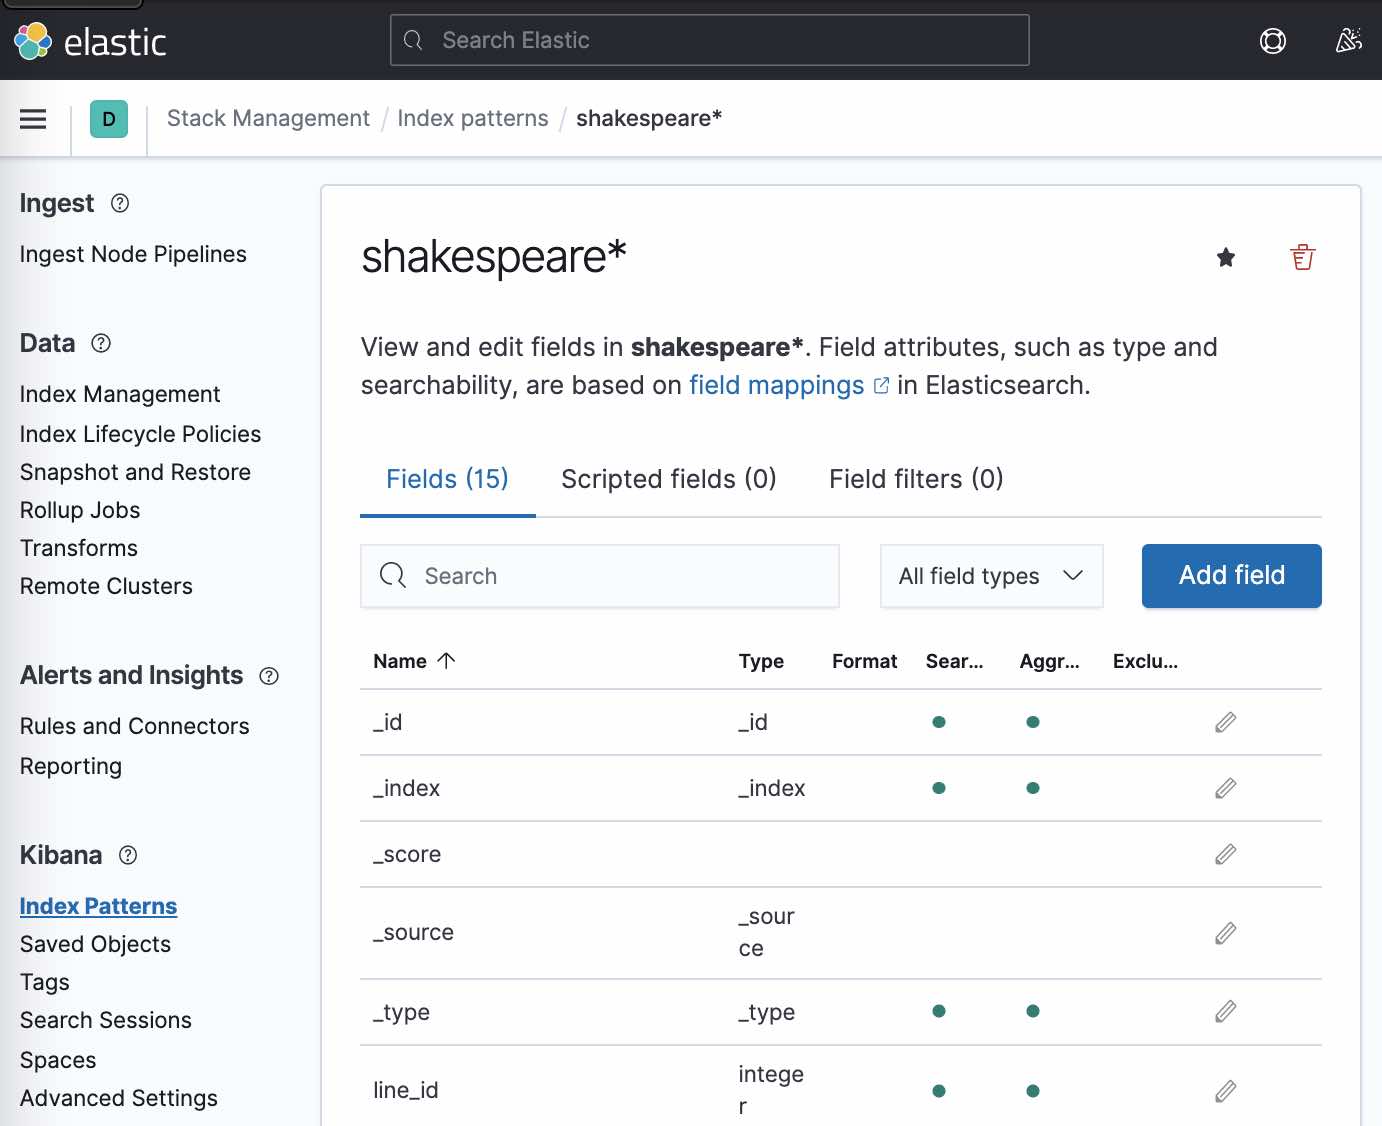 elastic
Search Elastic
D
Stack Management / Index patterns / shakespeare*
Ingest
Ingest Node Pipelines
Data
Index Management
Index Lifecycle Policies
Snapshot and Restore
Rollup Jobs
Transforms
Remote Clusters
Alerts and Insights
Rules and Connectors
Reporting
Kibana
Index Patterns
Saved Objects
Tags
Search Sessions
Spaces
Advanced Settings
shakespeare*
View and edit fields in shakespeare*. Field attributes, such as type and
searchability, are based on field mappings in Elasticsearch.
Fields (15) Scripted fields (0) Field filters (0)
Search All field types Add field
Name Type Format Sear... Aggr... Exclu...
_id _id
_index _index
_score
_source _sour
ce
_type _type
line_id intege
r